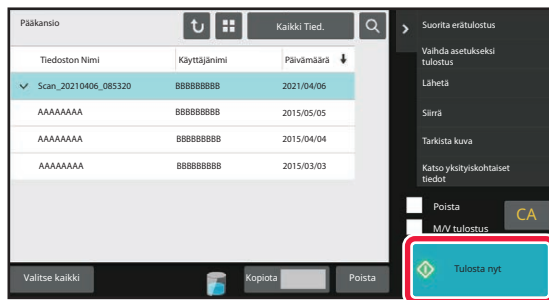 Pääkansio
Kaikki Tied.
Tiedoston Nimi Käyttäjänimi Päivämäärä
Scan_20210406_085320 BBBBBBBBB 2021/04/06
AAAAAAAA BBBBBBBBB 2015/05/05
AAAAAAAA BBBBBBBBB 2015/04/04
AAAAAAAA BBBBBBBBB 2015/03/03
Valitse kaikki
Kopiota
Poista
Suorita erätulostus
Vaihda asetukseksi
tulostus
Lähetä
Siirrä
Tarkista kuva
Katso yksityiskohtaiset
tiedot
Poista
M/V tulostus
CA
Tulosta nyt